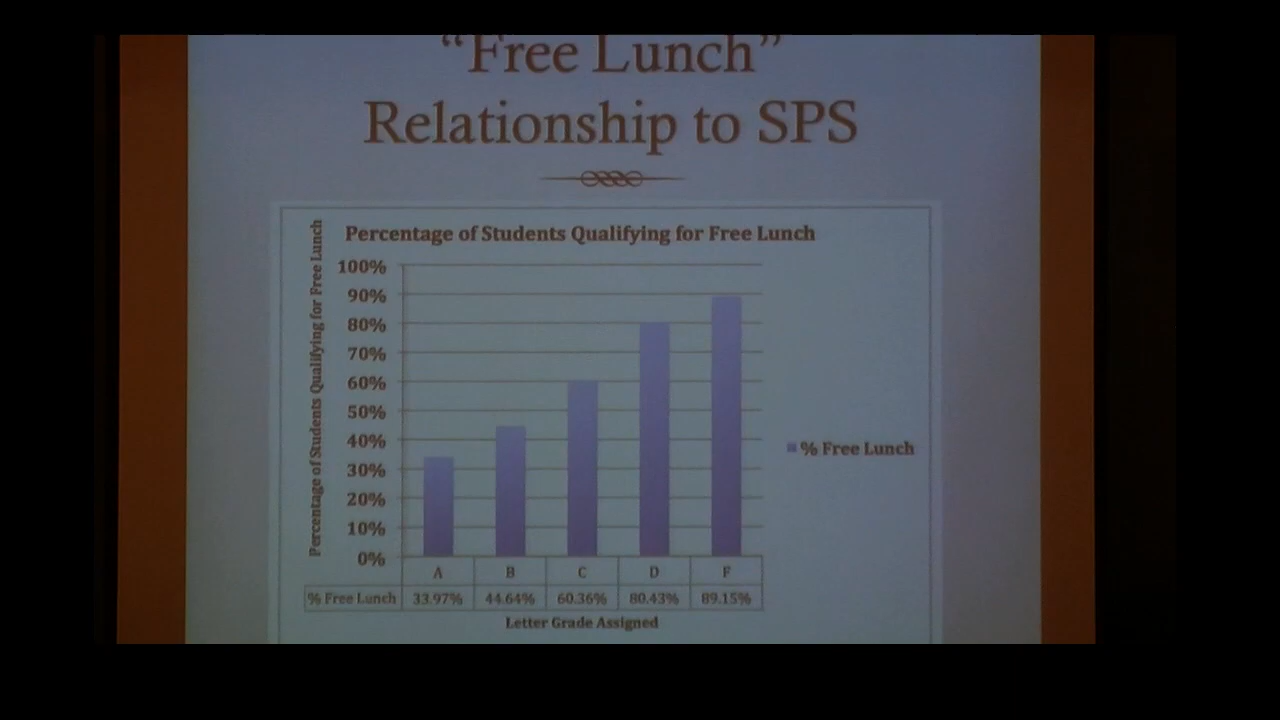 “Free Lunch”
Relationship to SPS
Percentage of Students Qualifying for Free Lunch
Percentage of Students Qualifying for Free Lunch
100%
90%
80%
70%
60%
50%
40%
30%
20%
10%
0%
% Free Lunch
A B C D F
% Free Lunch 33.97% 44.64% 60.36% 80.43% 89.15%
Letter Grade Assigned